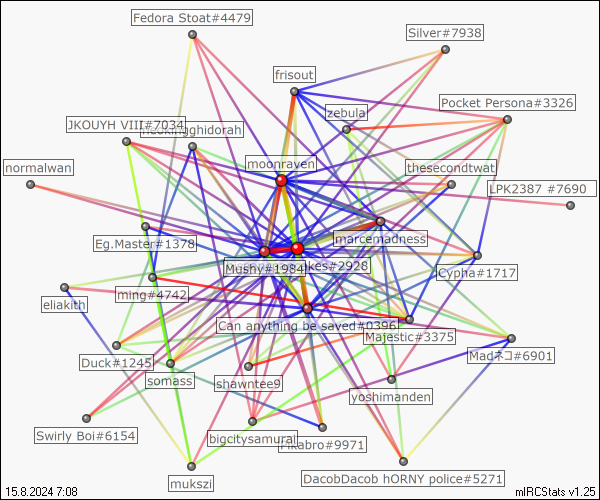 Fedora Stoat#4479
Silver#7938
frisout
Pocket Persona#3326
zebula
JKOUYH VIII#7034
moonraven
normalwan
thesecondtwat
LPK2387 #7690
Eg.Master#1378
marcemadness
Mushy#1984
#2928
Cypha#1717
ming#4742
eliakith
Can anything be saved#0396
Majestic#3375
Duck#1245
Madネコ#6901
somass
shawntee9
yoshimanden
Swirly Boi#6154
bigcitysamurai
Pikabro#9971
mukszi
DacobDacob hORNY police#5271
15.8.2024 7:08
mIRCStats v1.25